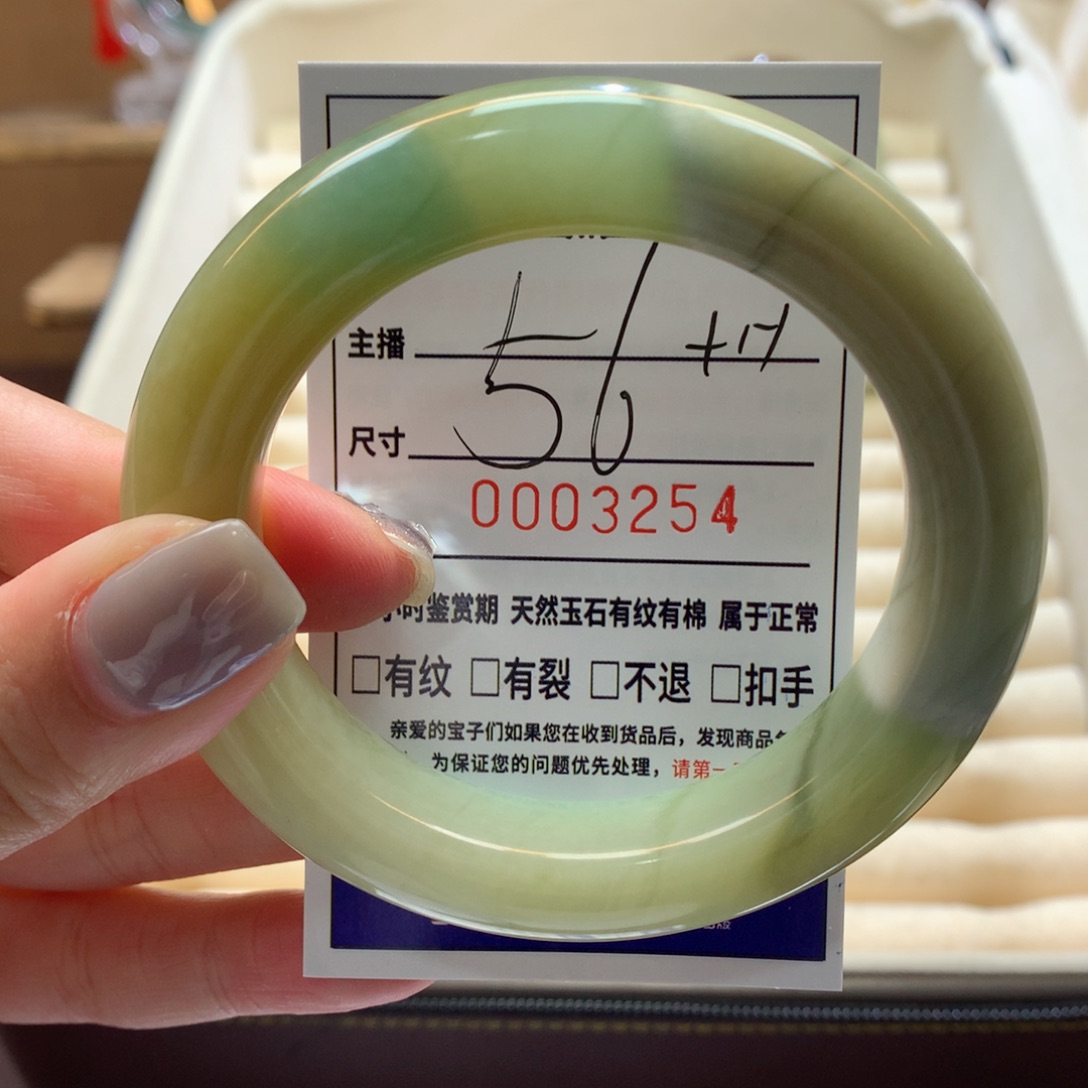 主播
56 +17
尺寸
0003254
小时鉴赏期 天然玉石有纹有棉 属于正常
□有纹 □有裂 □不退 □扣手
亲爱的宝子们如果您在收到货品后，发现商品
为保证您的问题优先处理，请第一